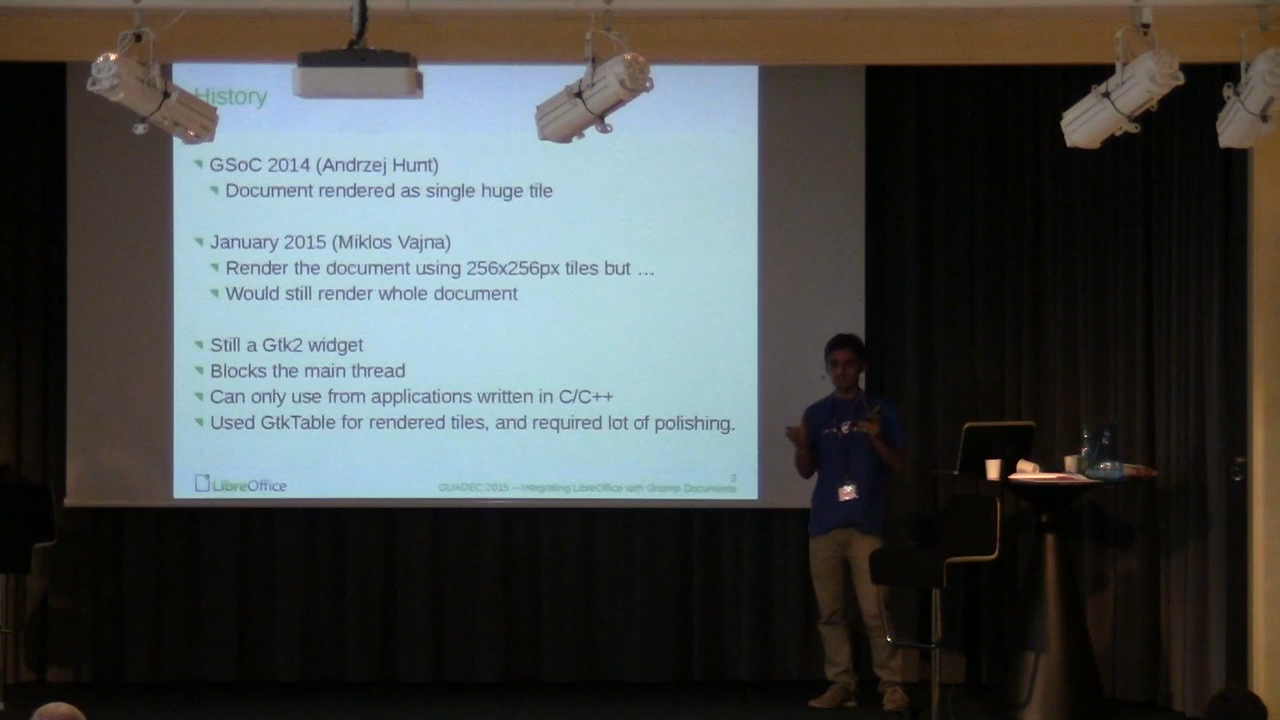 History
GSoC 2014 (Andrzej Hunt)
Document rendered as single huge tile
January 2015 (Miklos Vajna)
Render the document using 256x256px tiles but ...
Would still render whole document
Still a Gtk2 widget
Blocks the main thread
Can only use from applications written in C/C++
Used GtkTable for rendered tiles, and required lot of polishing.
LibreOffice
GUADEC 2015 – Integrating LibreOffice with Gnome Documents